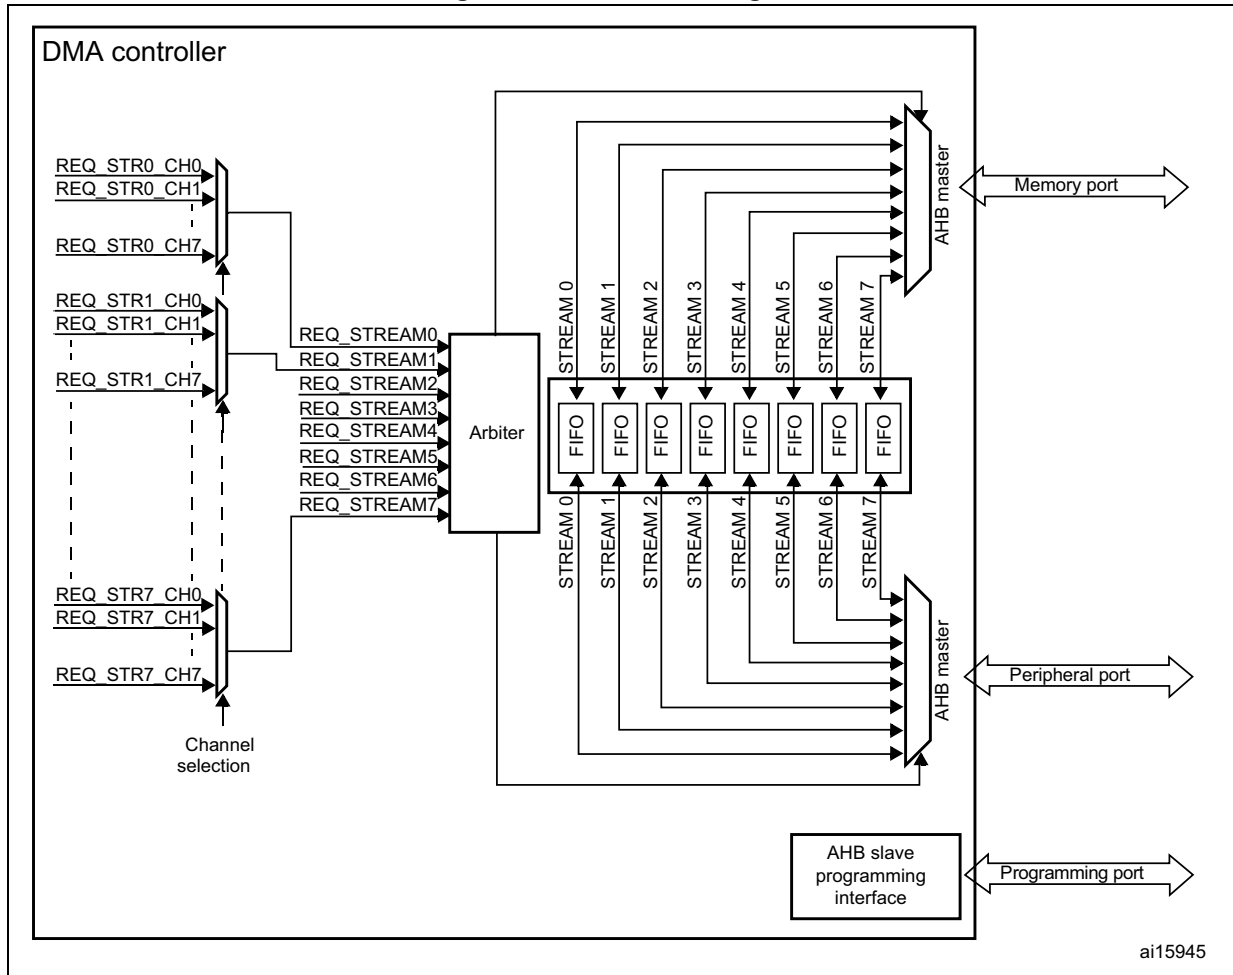 DMA controller
REQ_STR0_CH0
REQ_STR0_CH1
REQ_STR0_CH7
REQ_STR1_CH0
REQ_STR1_CH1
REQ_STR1_CH7
REQ_STR7_CH0
REQ_STR7_CH1
REQ_STR7_CH7
Channel
selection
REQ_STREAM0
REQ_STREAM1
REQ_STREAM2
REQ_STREAM3
REQ_STREAM4
REQ_STREAM5
REQ_STREAM6
REQ_STREAM7
Arbiter
STREAM 0
STREAM 1
STREAM 2
STREAM 3
STREAM 4
STREAM 5
STREAM 6
STREAM 7
FIFO
FIFO
FIFO
FIFO
FIFO
FIFO
FIFO
FIFO
STREAM 0
STREAM 1
STREAM 2
STREAM 3
STREAM 4
STREAM 5
STREAM 6
STREAM 7
AHB master
Memory port
AHB master
Peripheral port
AHB slave
programming
interface
Programming port
ai15945